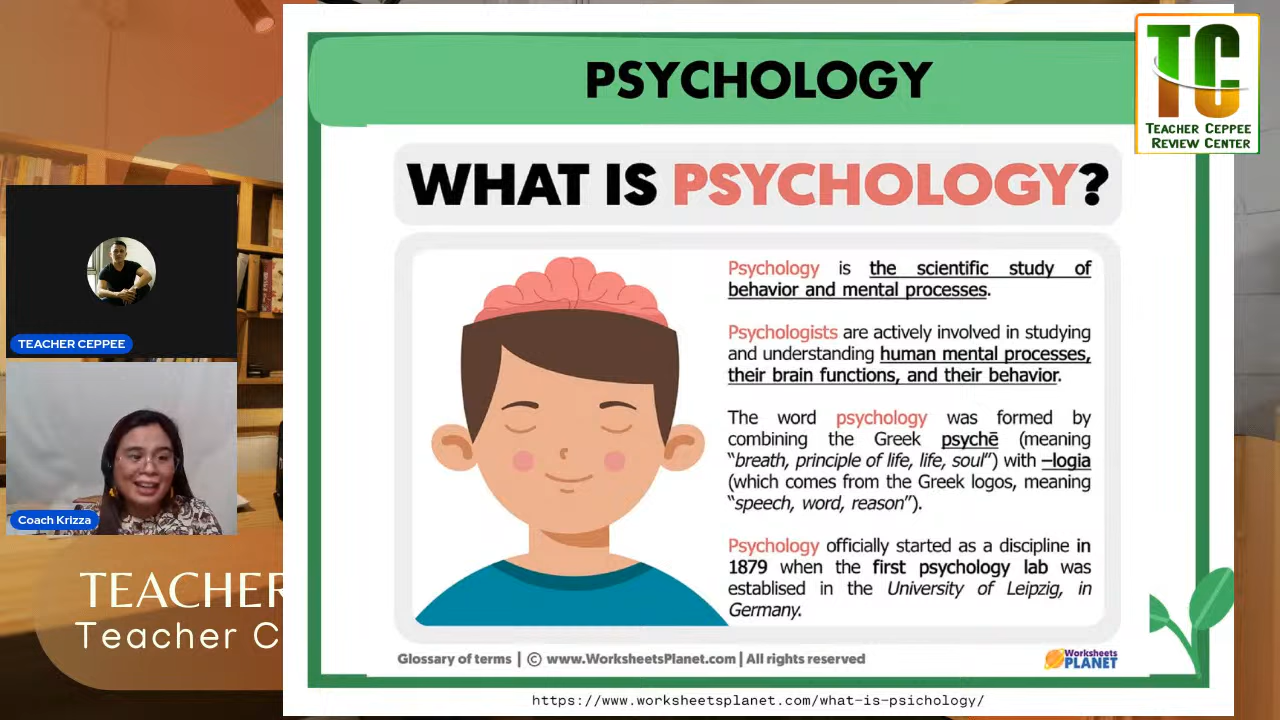 PSYCHOLOGY
TC
TEACHER CEPPEE
REVIEW CENTER
WHAT IS PSYCHOLOGY?
Psychology is the scientific study of
behavior and mental processes.
Psychologists are actively involved in studying
and understanding human mental processes,
their brain functions, and their behavior.
The word psychology was formed by
combining the Greek psychē (meaning
“breath, principle of life, life, soul”) with –logia
(which comes from the Greek logos, meaning
“speech, word, reason”).
Psychology officially started as a discipline in
1879 when the first psychology lab was
establised in the University of Leipzig, in
Germany.
Glossary of terms | © www.WorksheetsPlanet.com | All rights reserved
Worksheets
PLANET
https://www.worksheetsplanet.com/what-is-psichology/
TEACHER CEPPEE
Coach Krizza
TEACHER
Teacher C